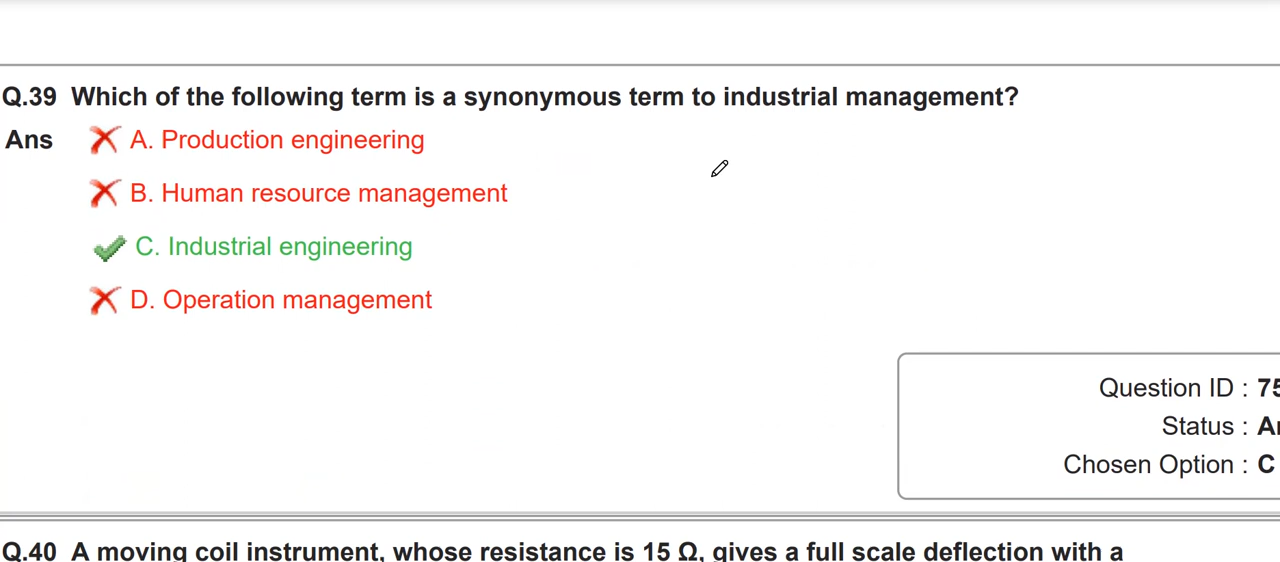 Q.39 Which of the following term is a synonymous term to industrial management?
Ans A. Production engineering
B. Human resource management
C. Industrial engineering
D. Operation management
Question ID : 75
Status :
Chosen Option : C
Q.40 A moving coil instrument, whose resistance is 15 Ω, gives a full scale deflection with a